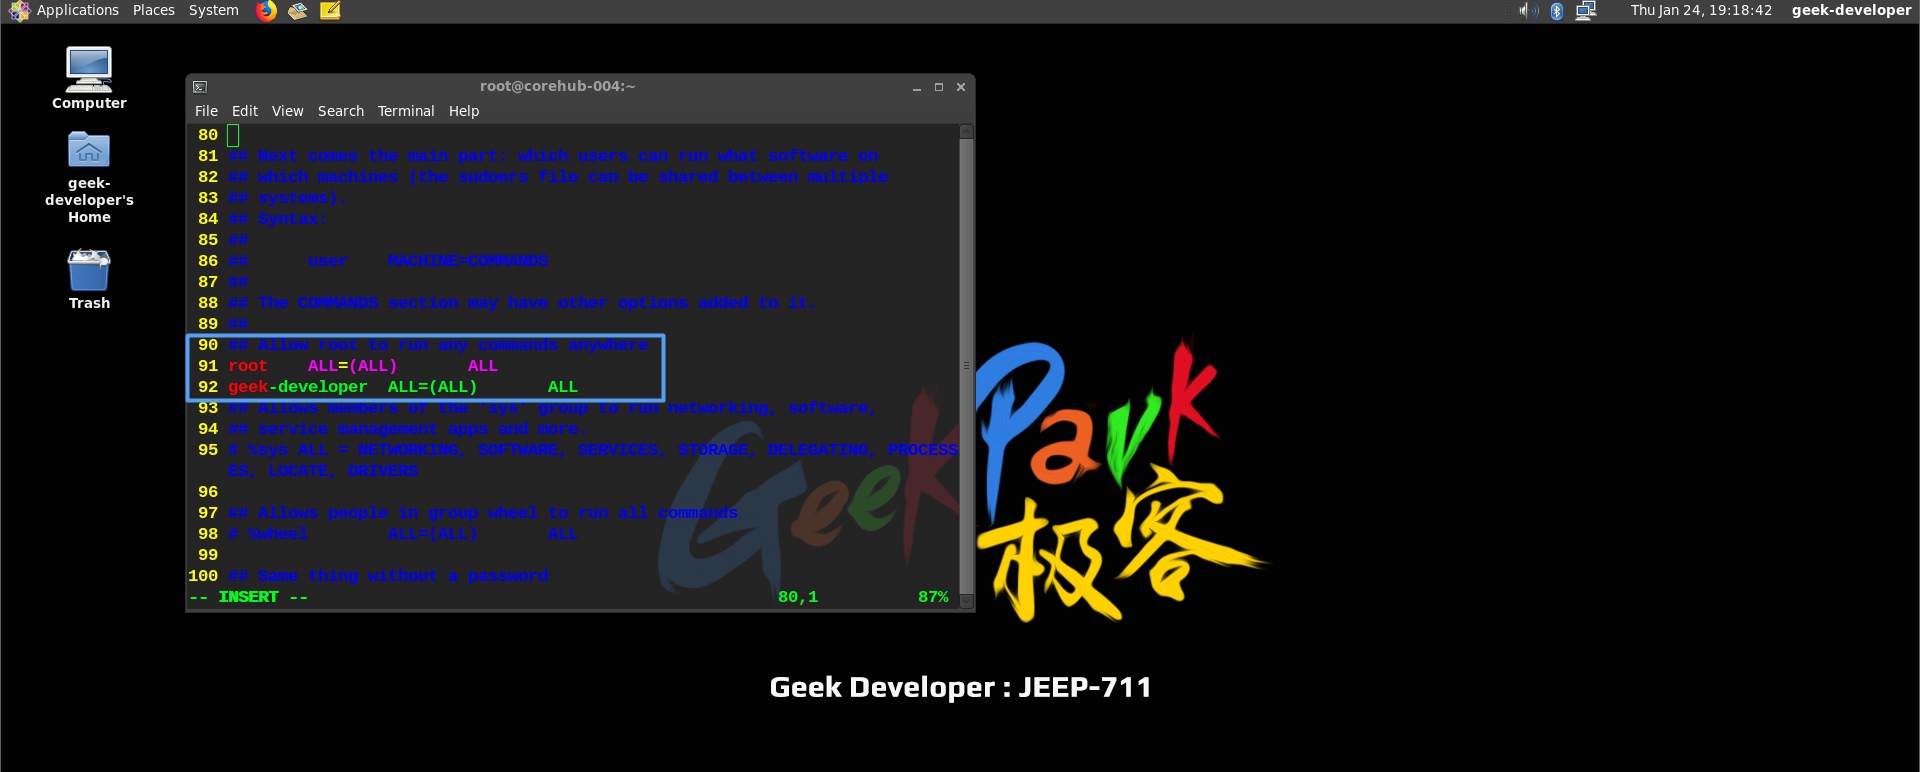 Applications Places System
Thu Jan 24, 19:18:42 geek-developer
Computer
geek-
developer's
Home
Trash
root@corehub-004:~
File Edit View Search Terminal Help
80
81 ## Next comes the main part: which users can run what software on
82 ## which machines (the sudoers file can be shared between multiple
83 ## systems).
84 ## Syntax:
85 ##
86 ##      user    MACHINE=COMMANDS
87 ##
88 ## The COMMANDS section may have other options added to it.
89 ##
90 ## Allow root to run any commands anywhere
91 root    ALL=(ALL)       ALL
92 geek-developer  ALL=(ALL)       ALL
93 ## Allows members of the 'sys' group to run networking, software,
94 ## service management apps and more.
95 # %sys ALL = NETWORKING, SOFTWARE, SERVICES, STORAGE, DELEGATING, PROCESS
ES, LOCATE, DRIVERS
96
97 ## Allows people in group wheel to run all commands
98 # %wheel        ALL=(ALL)       ALL
99
100 ## Same thing without a password
-- INSERT -- 80,1 87%
Geek Pavk
极客
Geek Developer : JEEP-711